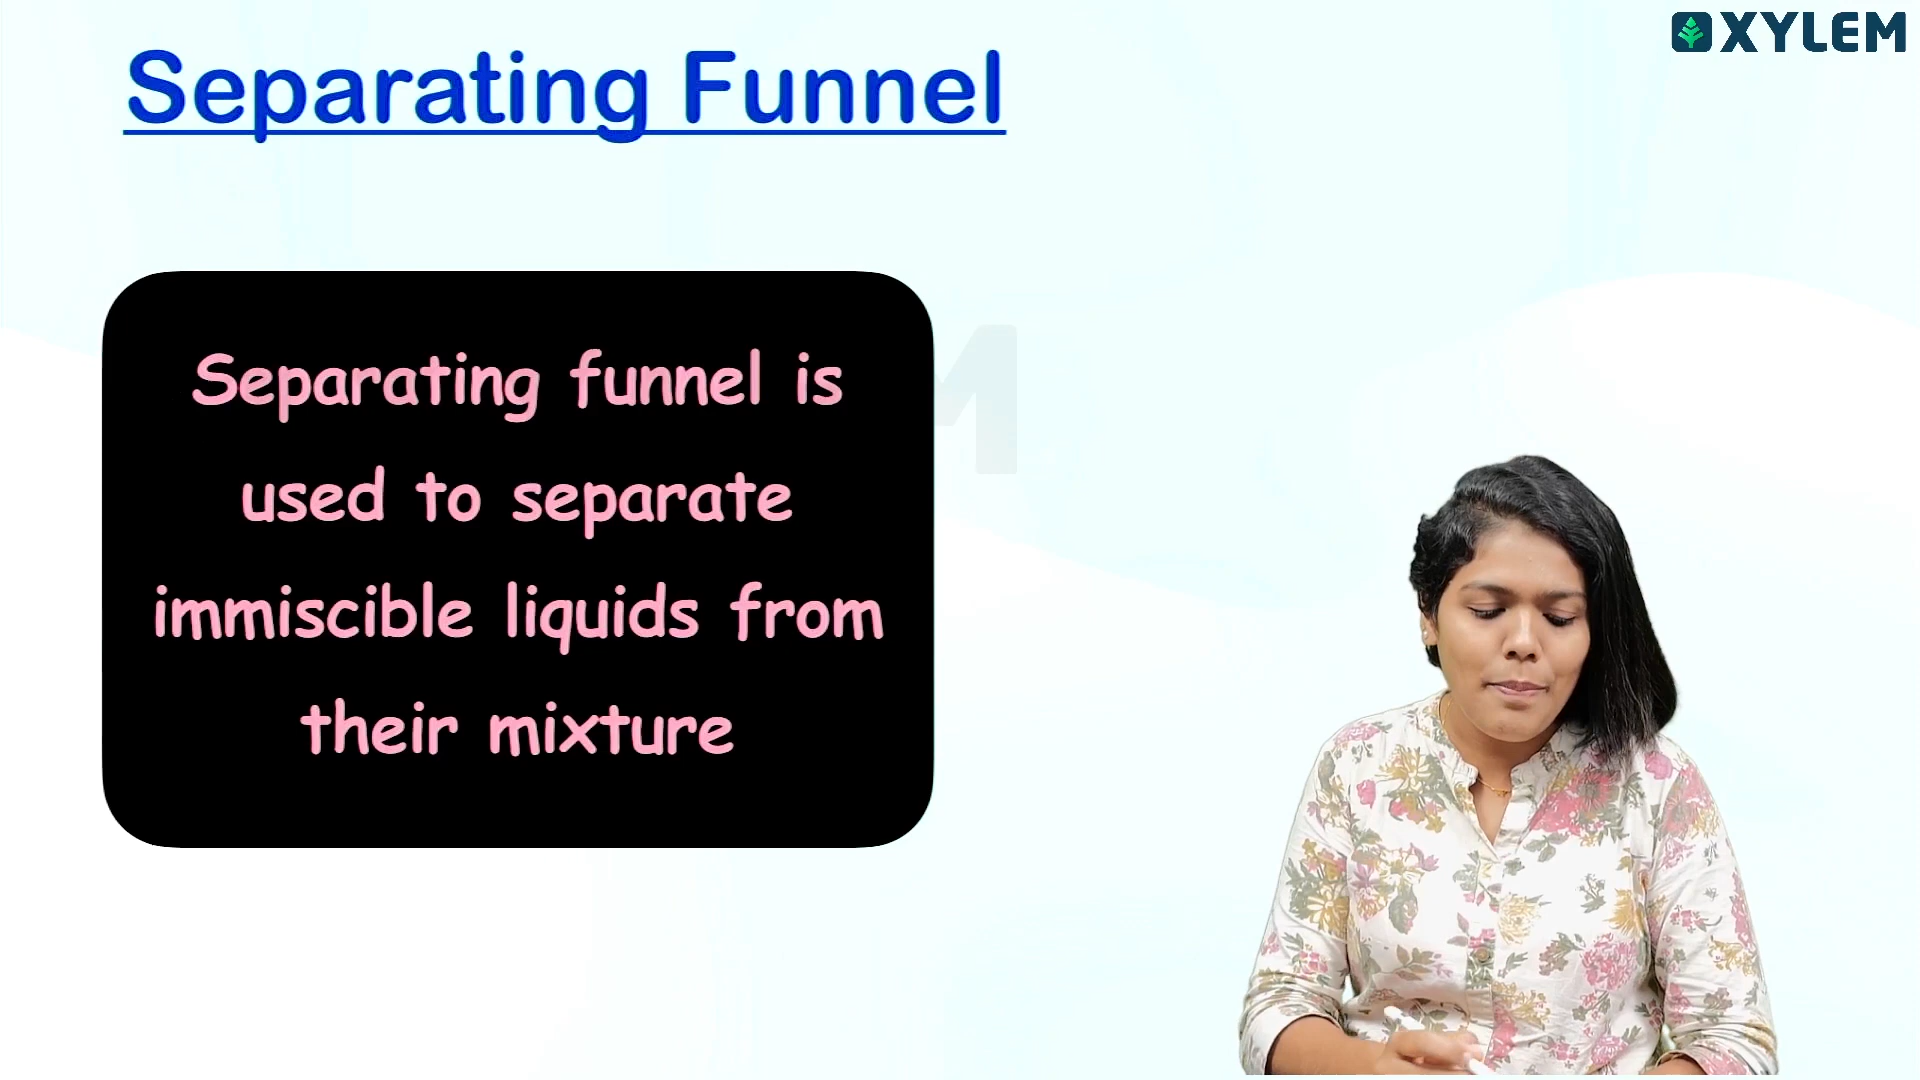 XYLEM
Separating Funnel
M
Separating funnel is
used to separate
immiscible liquids from
their mixture